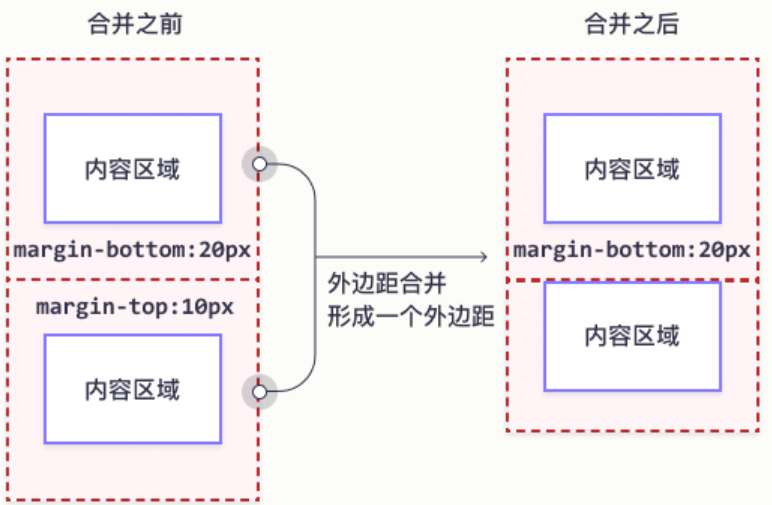 合并之前
合并之后
内容区域
margin-bottom:20px
margin-top:10px
内容区域
外边距合并
形成一个外边距
内容区域
margin-bottom:20px
内容区域